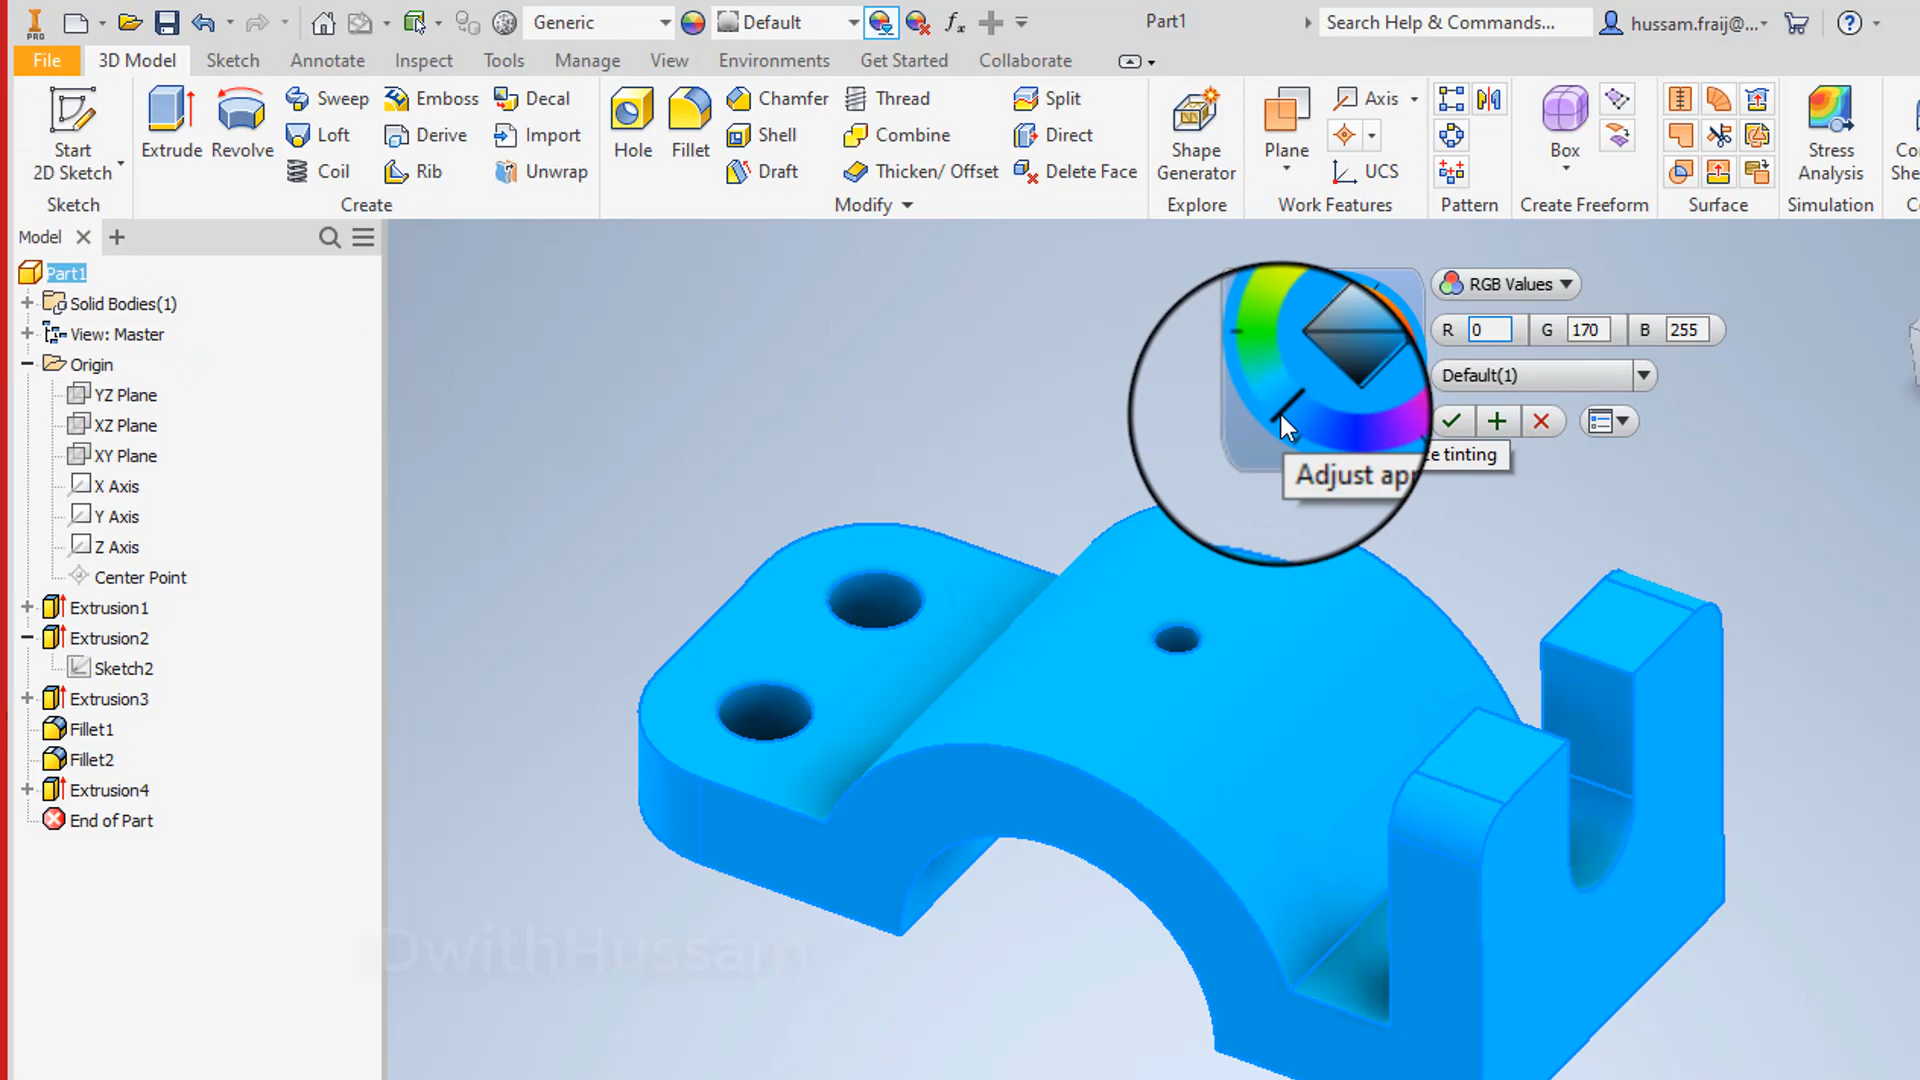 PRO Generic Default fx Part1 Search Help & Commands... hussam.fraij@...
File 3D Model Sketch Annotate Inspect Tools Manage View Environments Get Started Collaborate
Start
2D Sketch
Extrude
Revolve
Sweep
Loft
Coil
Emboss
Derive
Rib
Decal
Import
Unwrap
Hole
Fillet
Chamfer
Shell
Draft
Thread
Combine
Thicken/ Offset
Split
Direct
Delete Face
Shape
Generator
Plane
Axis
UCS
Box
Stress
Analysis
Sketch Create Modify Explore Work Features Pattern Create Freeform Surface Simulation
Model
Part1
Solid Bodies(1)
View: Master
Origin
YZ Plane
XZ Plane
XY Plane
X Axis
Y Axis
Z Axis
Center Point
Extrusion1
Extrusion2
Sketch2
Extrusion3
Fillet1
Fillet2
Extrusion4
End of Part
RGB Values
R 0 G 170 B 255
Default(1)
Adjust app
e tinting
DwithHussam